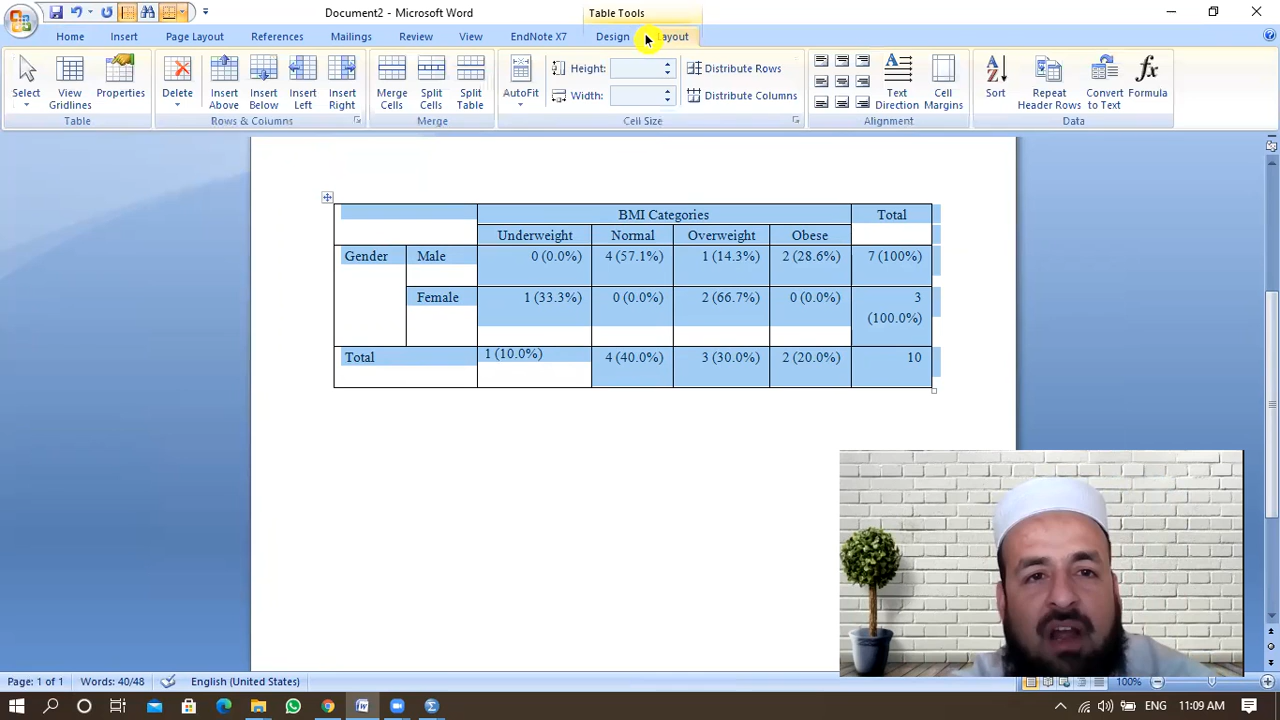 Document2 - Microsoft Word
Table Tools
Home Insert Page Layout References Mailings Review View EndNote X7 Design Layout
Select
View Gridlines
Properties
Table
Delete
Insert Above
Insert Below
Insert Left
Insert Right
Rows & Columns
Merge Cells
Split Cells
Split Table
Merge
AutoFit
Height:
Width:
Distribute Rows
Distribute Columns
Cell Size
Text Direction
Cell Margins
Alignment
Sort
Repeat Header Rows
Convert to Text
Formula
Data
BMI Categories Total
Underweight Normal Overweight Obese
Gender Male 0 (0.0%) 4 (57.1%) 1 (14.3%) 2 (28.6%) 7 (100%)
Female 1 (33.3%) 0 (0.0%) 2 (66.7%) 0 (0.0%) 3
(100.0%)
Total 1 (10.0%) 4 (40.0%) 3 (30.0%) 2 (20.0%) 10
Page: 1 of 1 Words: 40/48 English (United States) 100%
ENG 11:09 AM